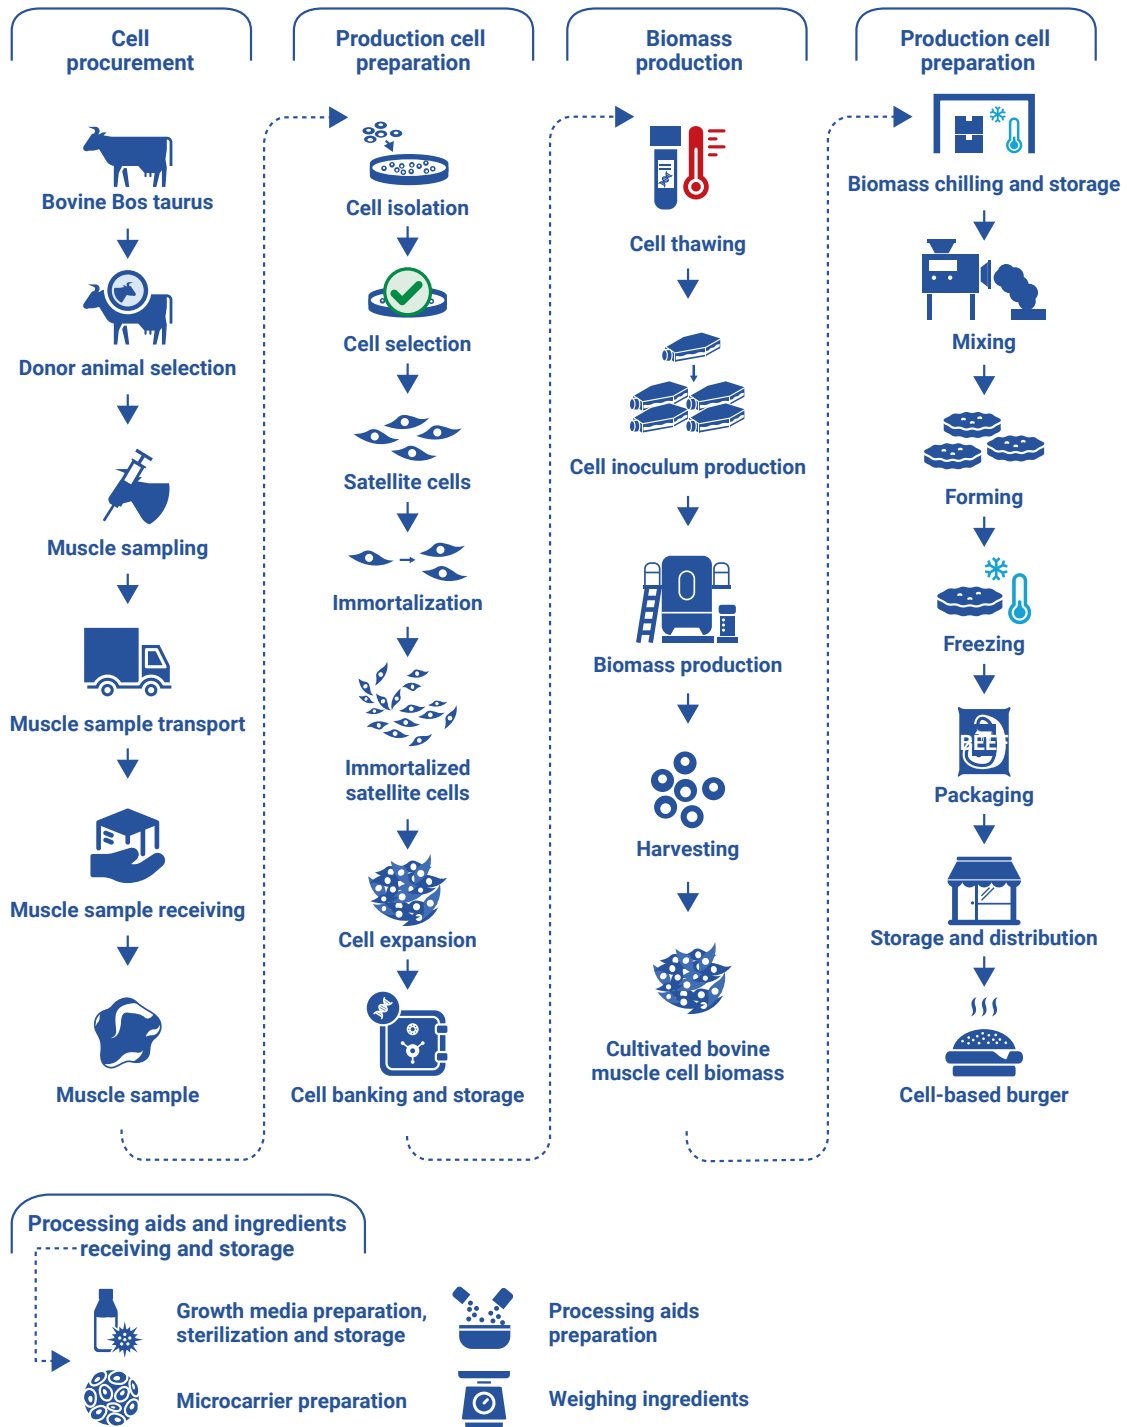 Cell
procurement
Bovine Bos taurus
Donor animal selection
Muscle sampling
Muscle sample transport
Muscle sample receiving
Muscle sample
Production cell
preparation
Cell isolation
Cell selection
Satellite cells
Immortalization
Immortalized
satellite cells
Cell expansion
Cell banking and storage
Biomass
production
Cell thawing
Cell inoculum production
Biomass production
Harvesting
Cultivated bovine
muscle cell biomass
Production cell
preparation
Biomass chilling and storage
Mixing
Forming
Freezing
BEEF
Packaging
Storage and distribution
Cell-based burger
Processing aids and ingredients
receiving and storage
Growth media preparation,
sterilization and storage
Microcarrier preparation
Processing aids
preparation
Weighing ingredients